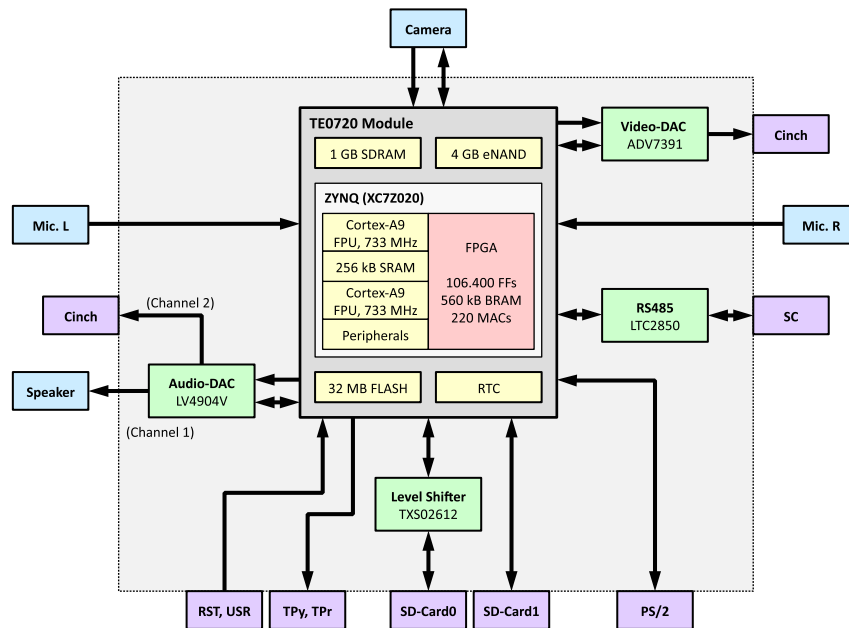 Camera
TE0720 Module
1 GB SDRAM
4 GB eNAND
Video-DAC
ADV7391
Cinch
ZYNQ (XC7Z020)
Mic. L
Cortex-A9
FPU, 733 MHz
256 kB SRAM
Cortex-A9
FPU, 733 MHz
Peripherals
FPGA
106.400 FFs
560 kB BRAM
220 MACs
Mic. R
(Channel 2)
Cinch
RS485
LTC2850
SC
Speaker
Audio-DAC
LV4904V
(Channel 1)
32 MB FLASH
RTC
Level Shifter
TXS02612
RST, USR
TPy, TPr
SD-Card0
SD-Card1
PS/2